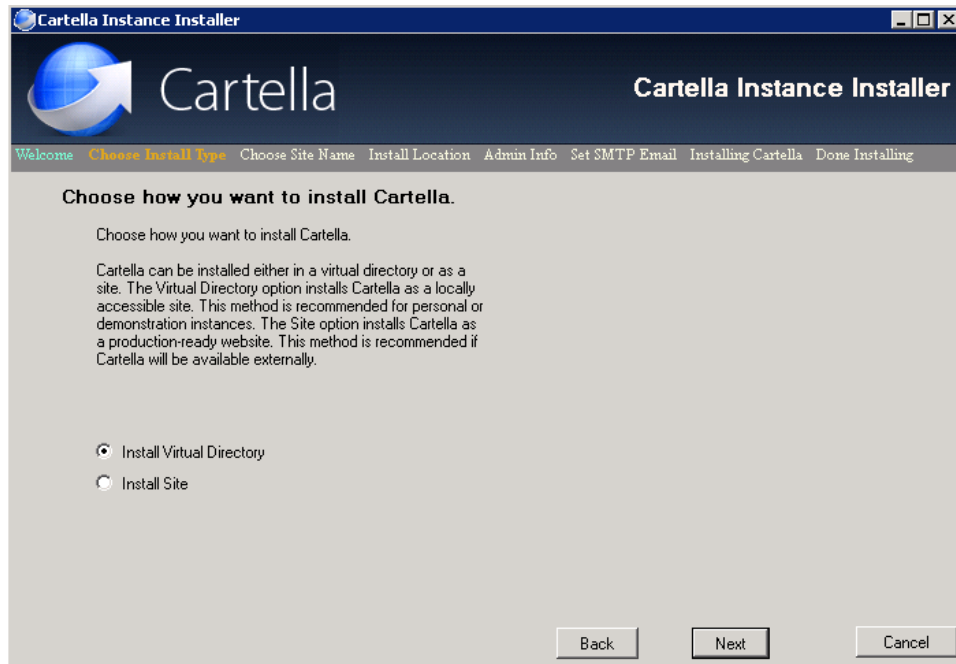 Cartella Instance Installer
Cartella
Cartella Instance Installer
Welcome Choose Install Type Choose Site Name Install Location Admin Info Set SMTP Email Installing Cartella Done Installing
Choose how you want to install Cartella.
Choose how you want to install Cartella.
Cartella can be installed either in a virtual directory or as a
site. The Virtual Directory option installs Cartella as a locally
accessible site. This method is recommended for personal or
demonstration instances. The Site option installs Cartella as
a production-ready website. This method is recommended if
Cartella will be available externally.
Install Virtual Directory
Install Site
Back Next Cancel